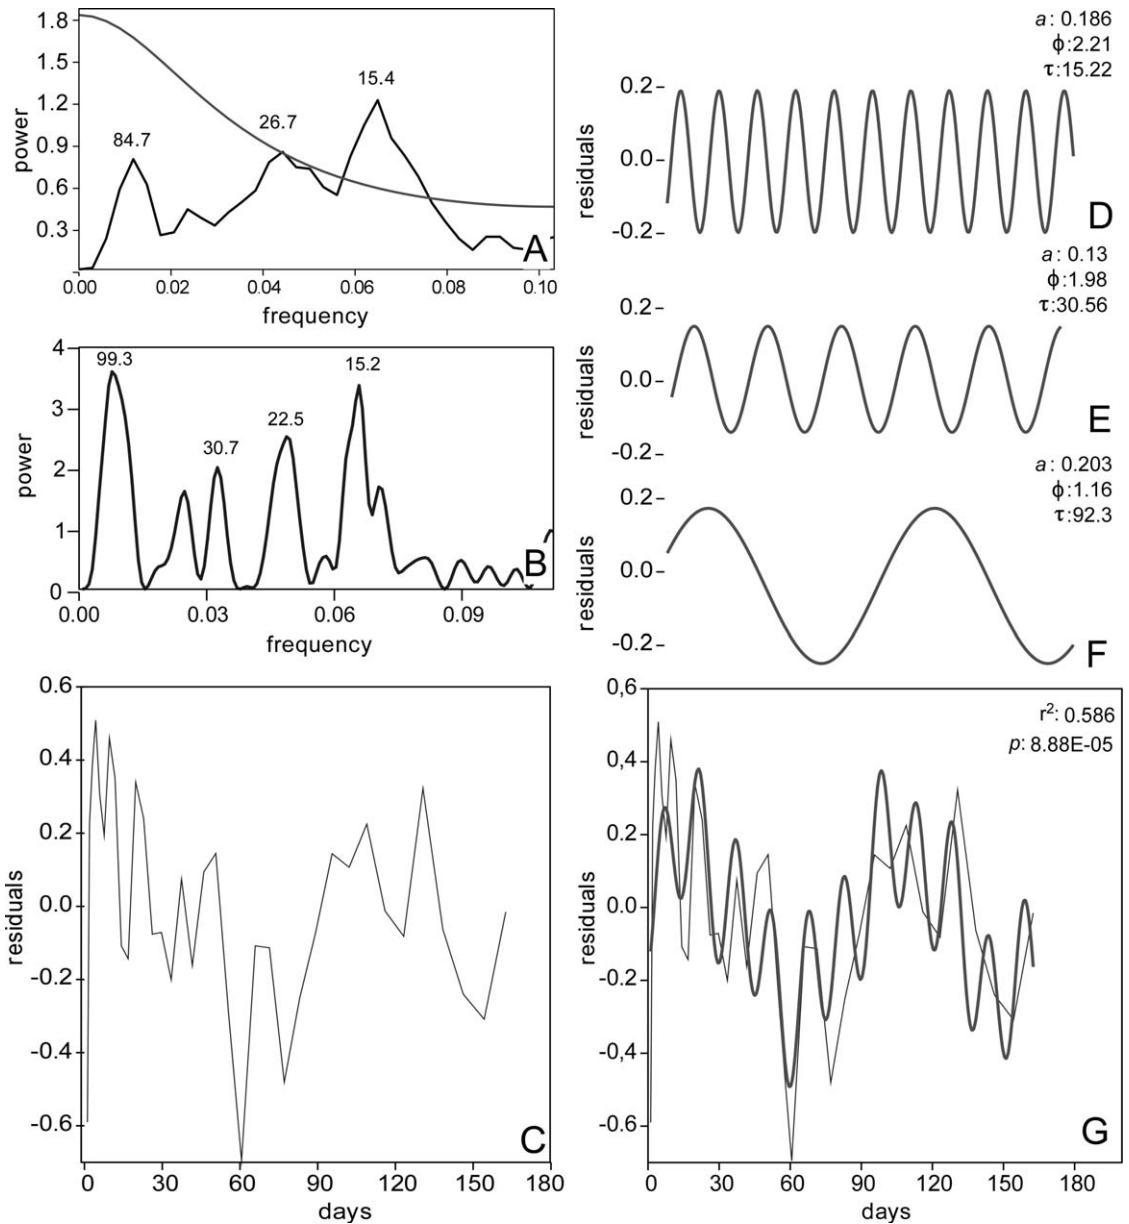 1.8
1.5
1.2
0.9
0.6
0.3
power
84.7
26.7
15.4
A
0.00 0.02 0.04 0.06 0.08 0.10
frequency
4
3
2
1
0
power
99.3
30.7
22.5
15.2
B
0.00 0.03 0.06 0.09
frequency
0.6
0.4
0.2
0.0
-0.2
-0.4
-0.6
residuals
C
0 30 60 90 120 150 180
days
a: 0.186
ϕ:2.21
τ:15.22
0.2
0.0
-0.2
residuals
D
a: 0.13
ϕ:1.98
τ:30.56
0.2
0.0
-0.2
residuals
E
a: 0.203
ϕ:1.16
τ:92.3
0.2
0.0
-0.2
residuals
F
0,6
0,4
0.2
0.0
-0.2
-0,4
-0.6
residuals
r²: 0.586
p: 8.88E-05
G
0 30 60 90 120 150 180
days